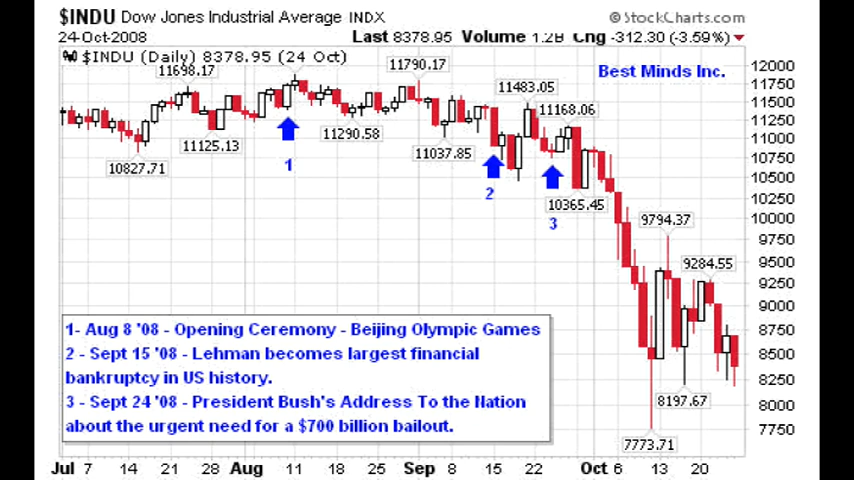 $INDU Dow Jones Industrial Average INDX
© StockCharts.com
24-Oct-2008
Last 8378.95 Volume 1.2B Chg -312.30 (-3.59%)
$INDU (Daily) 8378.95 (24 Oct)
Best Minds Inc.
12000
11750
11500
11250
11000
10750
10500
10250
10000
9750
9500
9250
9000
8750
8500
8250
8000
7750
11698.17
11790.17
11483.05
11168.06
11290.58
11125.13
11037.85
10827.71
1
2
3
10365.45
9794.37
9284.55
8197.67
7773.71
1- Aug 8 '08 - Opening Ceremony - Beijing Olympic Games
2 - Sept 15 '08 - Lehman becomes largest financial
bankruptcy in US history.
3 - Sept 24 '08 - President Bush's Address To the Nation
about the urgent need for a $700 billion bailout.
Jul 7 14 21 28 Aug 11 18 25 Sep 8 15 22 Oct 6 13 20